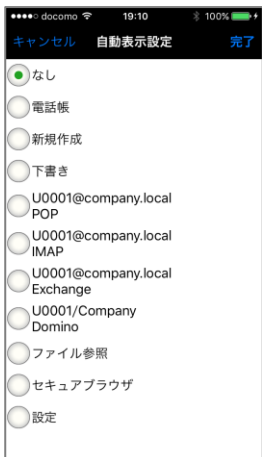 docomo 19:10 100%
キャンセル 自動表示設定 完了
なし
電話帳
新規作成
下書き
U0001@company.local
POP
U0001@company.local
IMAP
U0001@company.local
Exchange
U0001/Company
Domino
ファイル参照
セキュアブラウザ
設定